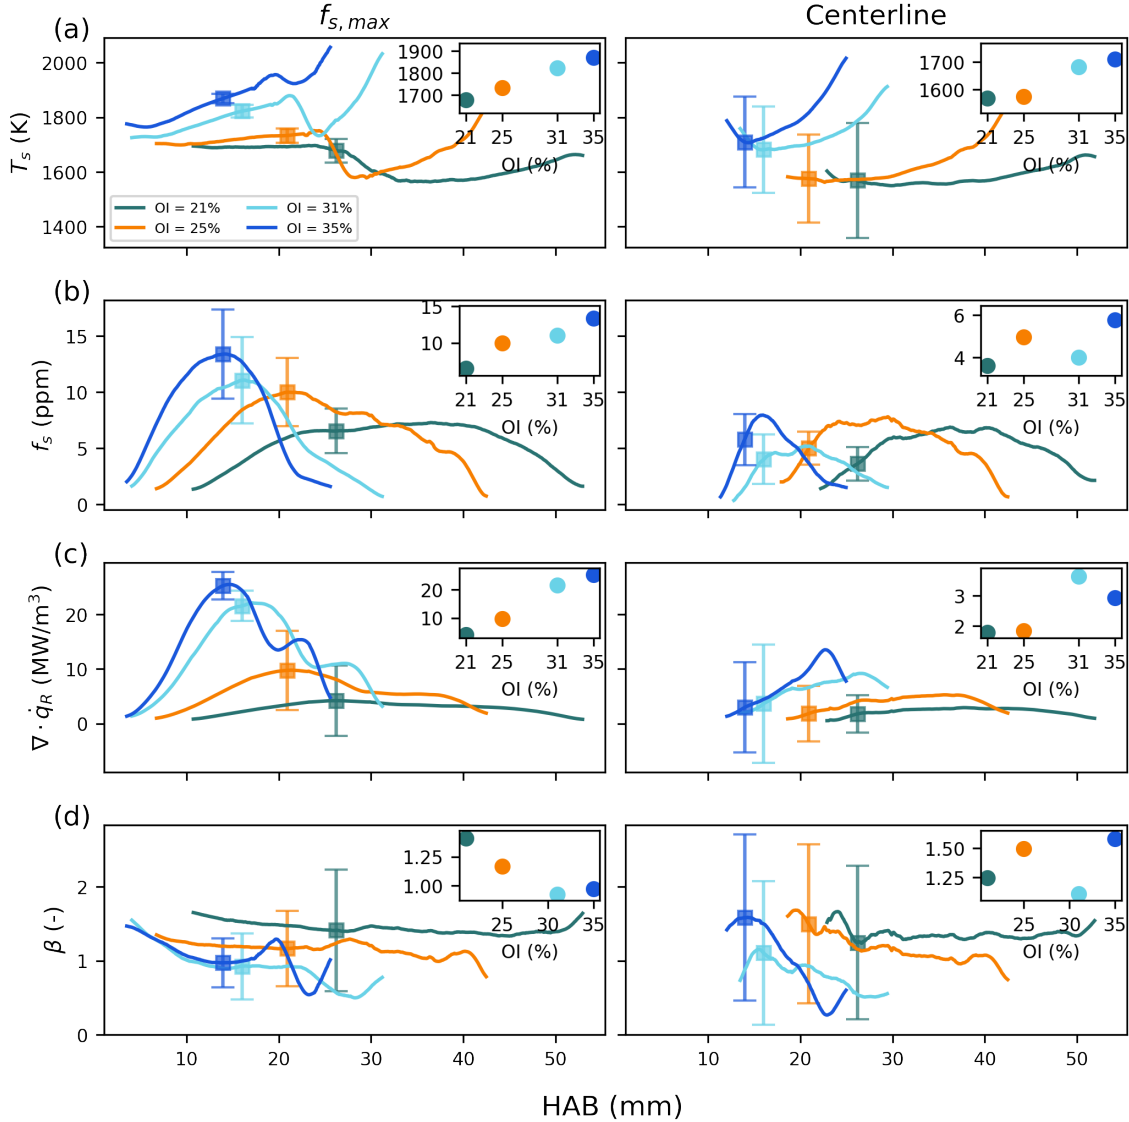 f_{s,max} Centerline
(a)
2000
1800
1600
1400
T_s (K)
1900
1800
1700
21 25 31 35
OI (%)
OI = 21% OI = 31%
OI = 25% OI = 35%
1700
1600
21 25 31 35
OI (%)
(b)
15
10
5
0
f_s (ppm)
15
10
21 25 31 35
OI (%)
6
4
21 25 31 35
OI (%)
(c)
30
20
10
0
∇ · q̇_R (MW/m³)
20
10
21 25 31 35
OI (%)
3
2
21 25 31 35
OI (%)
(d)
2
1
0
β (-)
1.25
1.00
25 30 35
OI (%)
1.50
1.25
25 30 35
OI (%)
10 20 30 40 50 10 20 30 40 50
HAB (mm)